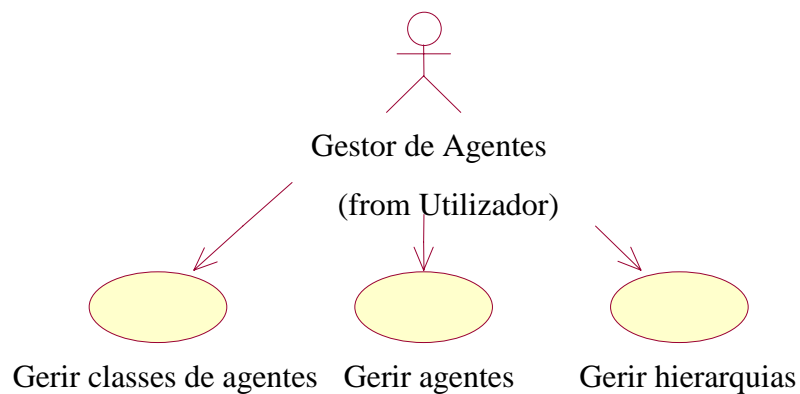 Gestor de Agentes
(from Utilizador)
Gerir classes de agentes
Gerir agentes
Gerir hierarquias